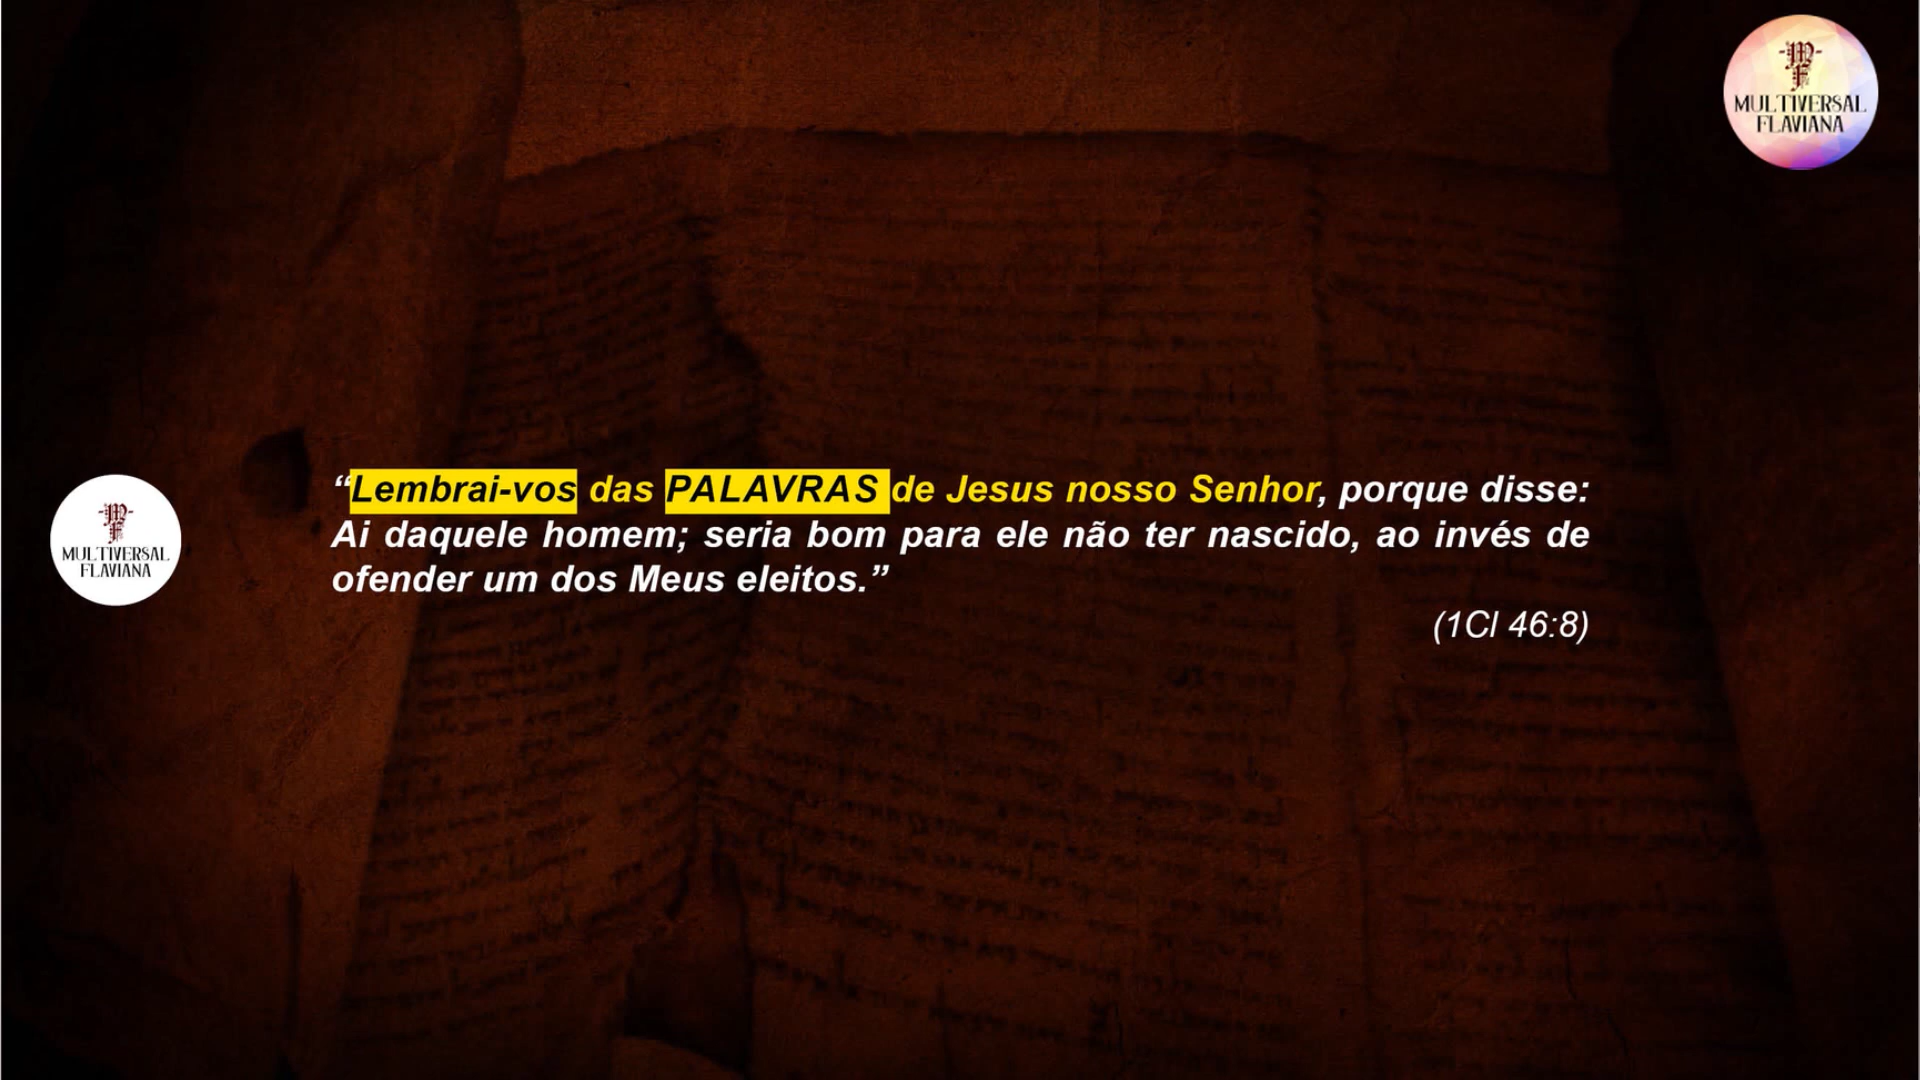 -M-
F
MULTIVERSAL
FLAVIANA
“Lembrai-vos das PALAVRAS de Jesus nosso Senhor, porque disse:
Ai daquele homem; seria bom para ele não ter nascido, ao invés de
ofender um dos Meus eleitos.”
(1Cl 46:8)
-M-
F
MULTIVERSAL
FLAVIANA